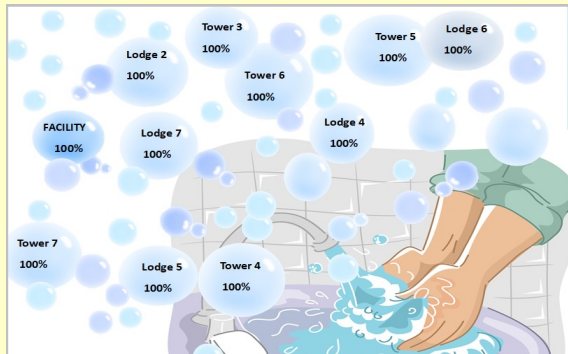 Tower 3
100%
Lodge 6
100%
Tower 5
100%
Lodge 2
100%
Tower 6
100%
FACILITY
100%
Lodge 7
100%
Lodge 4
100%
Tower 7
100%
Lodge 5
100%
Tower 4
100%